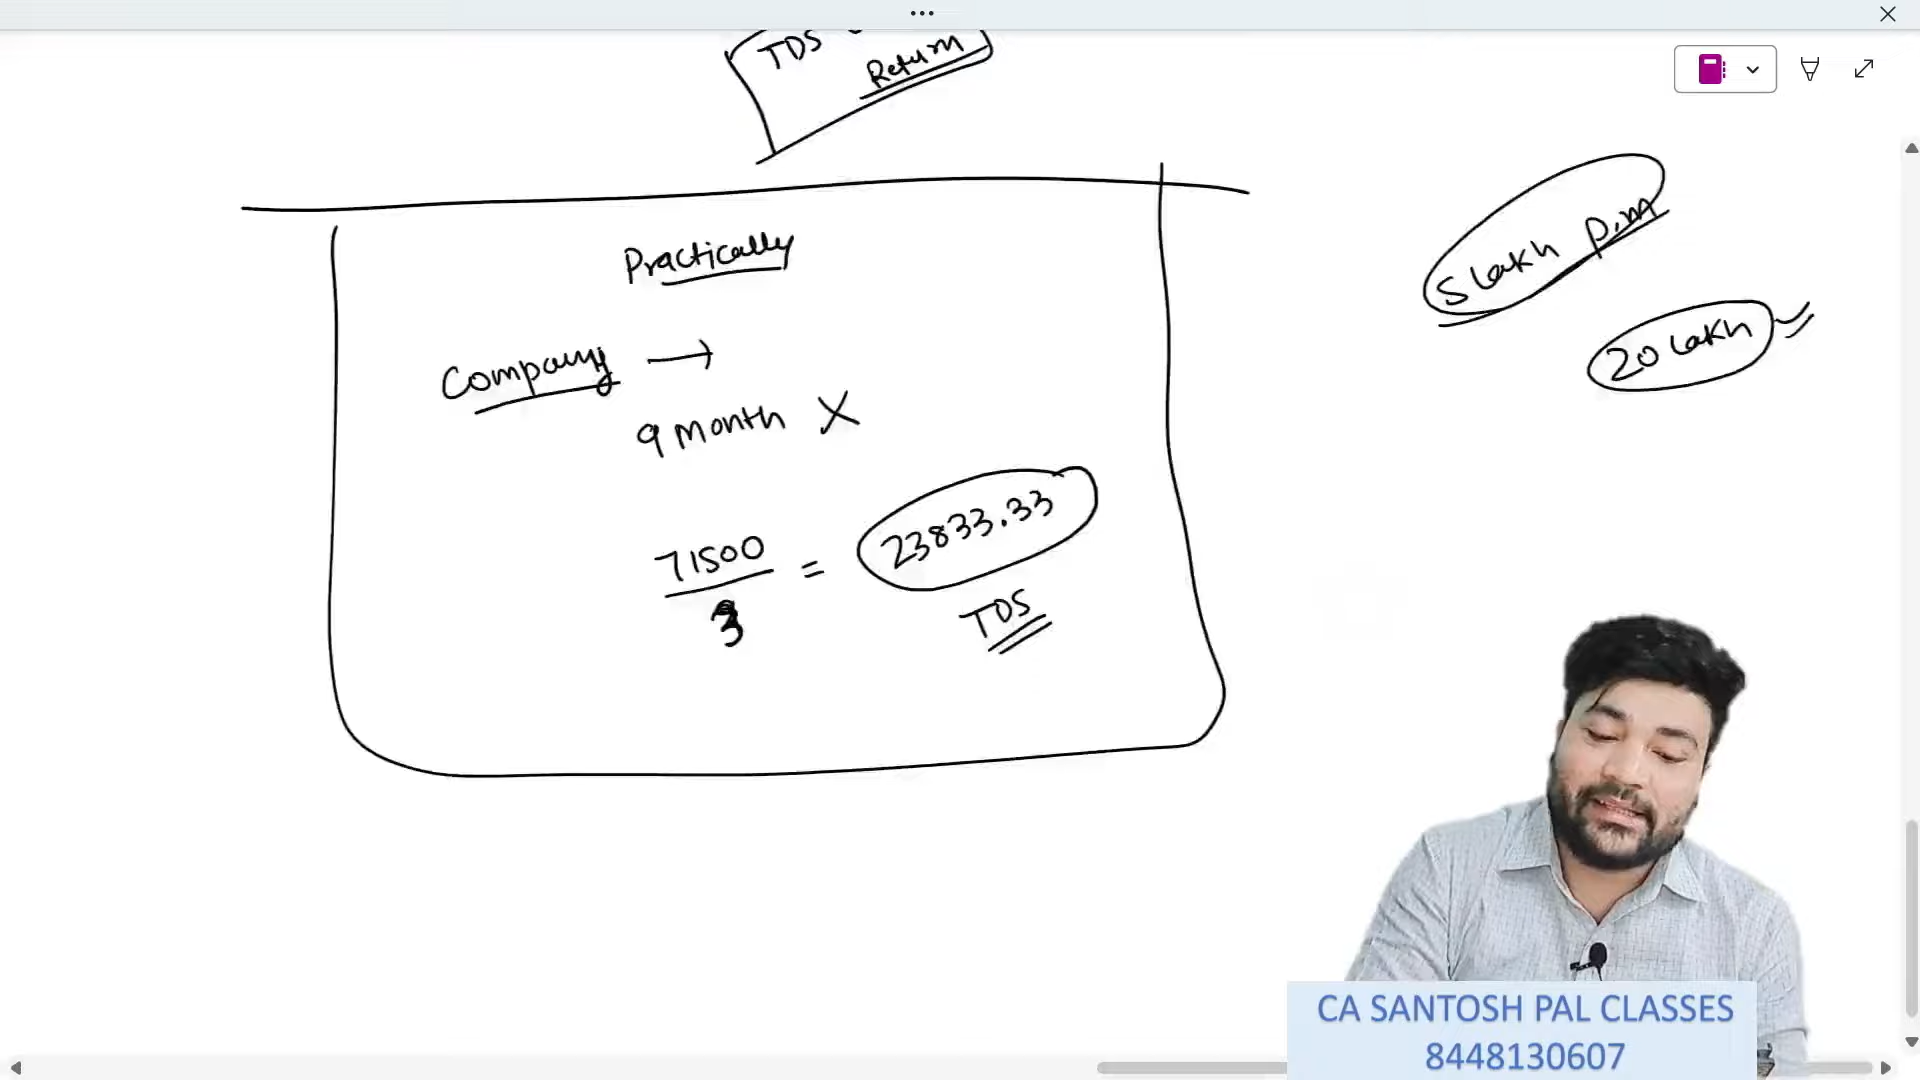 TDS
Return
Practically
Company →
9 month X
71500
3
= 23833.33
TDS
5 lakh p.m
20 lakh
CA SANTOSH PAL CLASSES
8448130607